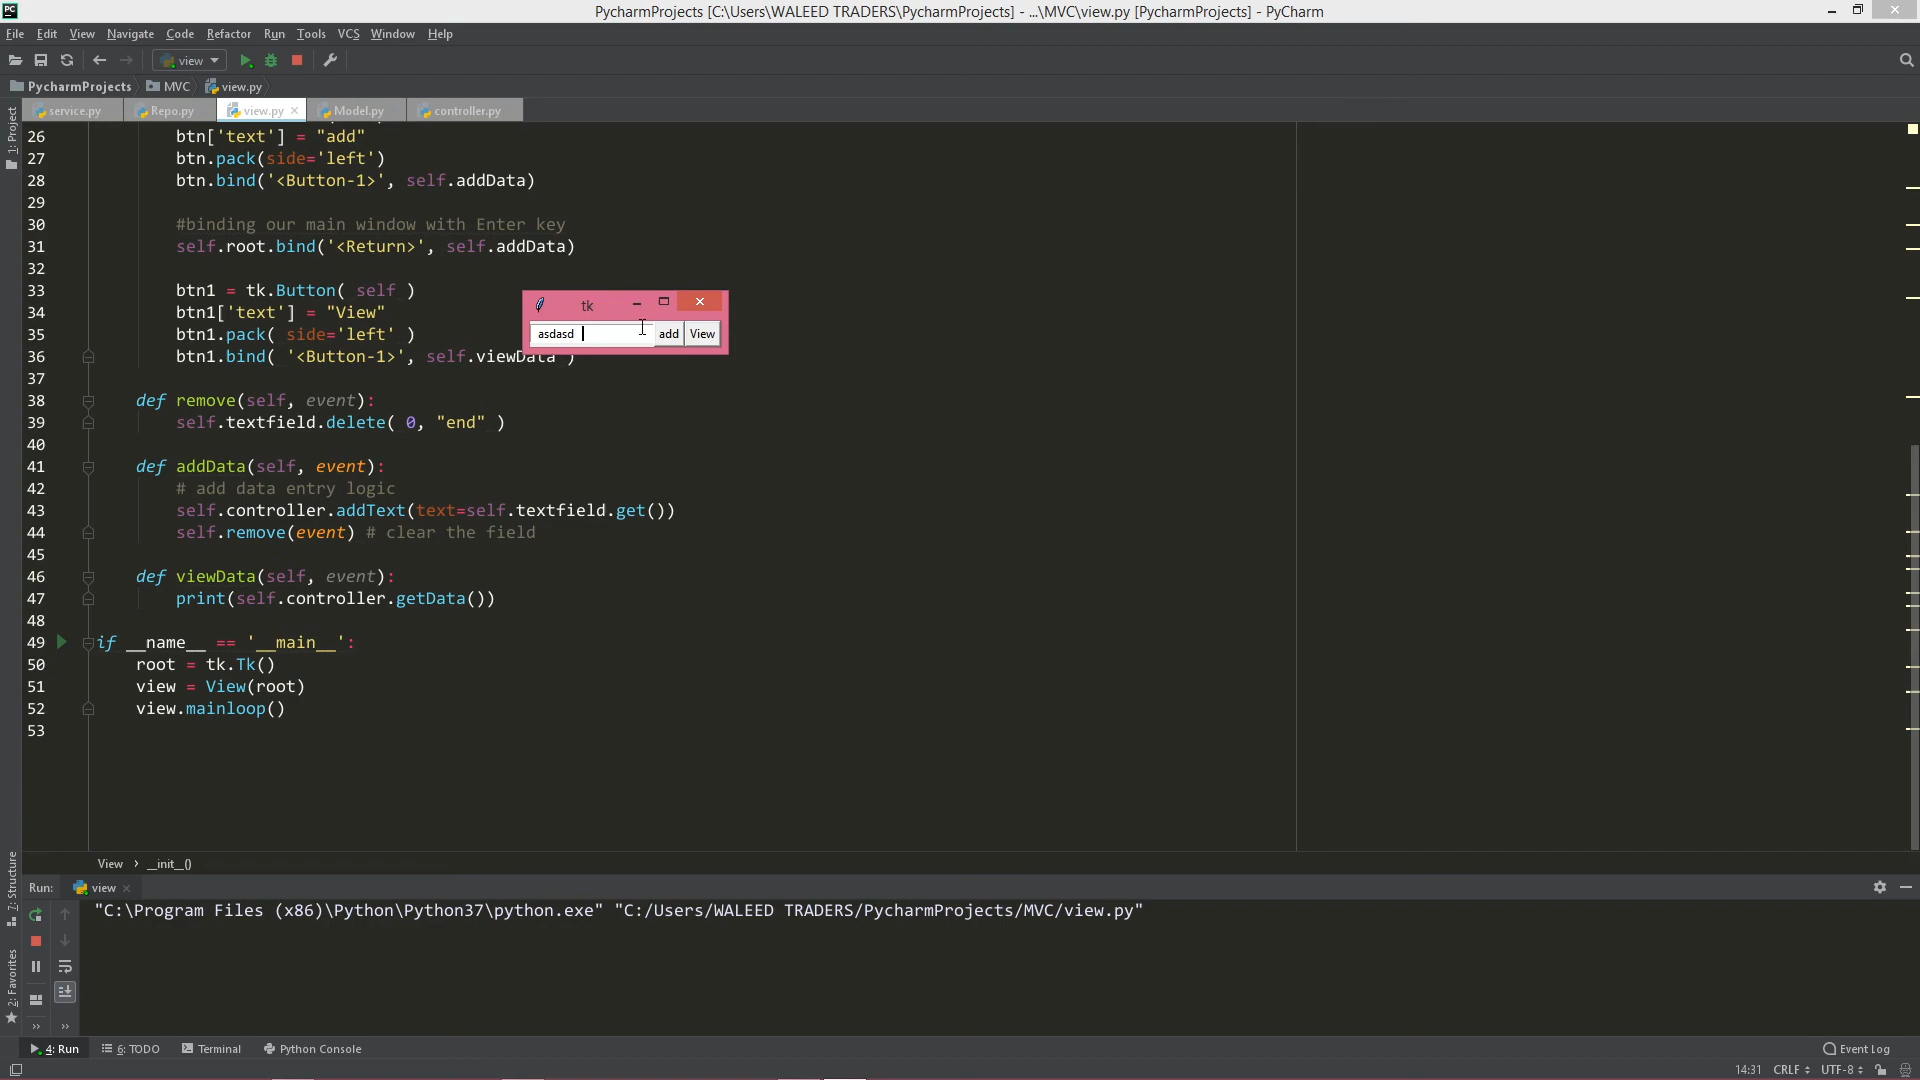 PC
PycharmProjects [C:\Users\WALEED TRADERS\PycharmProjects] - ...\MVC\view.py [PycharmProjects] - PyCharm
File Edit View Navigate Code Refactor Run Tools VCS Window Help
view
PycharmProjects MVC view.py
service.py Repo.py view.py Model.py controller.py
1: Project
26 btn['text'] = "add"
27 btn.pack(side='left')
28 btn.bind('<Button-1>', self.addData)
29
30 #binding our main window with Enter key
31 self.root.bind('<Return>', self.addData)
32
33 btn1 = tk.Button( self )
34 btn1['text'] = "View"
35 btn1.pack( side='left' )
36 btn1.bind( '<Button-1>', self.viewData )
tk
asdasd add View
37
38 def remove(self, event):
39 self.textfield.delete( 0, "end" )
40
41 def addData(self, event):
42 # add data entry logic
43 self.controller.addText(text=self.textfield.get())
44 self.remove(event) # clear the field
45
46 def viewData(self, event):
47 print(self.controller.getData())
48
49 if __name__ == '__main__':
50 root = tk.Tk()
51 view = View(root)
52 view.mainloop()
53
View › __init__()
7: Structure
2: Favorites
Run: view
"C:\Program Files (x86)\Python\Python37\python.exe" "C:/Users/WALEED TRADERS/PycharmProjects/MVC/view.py"
4: Run 6: TODO Terminal Python Console Event Log
14:31 CRLF UTF-8